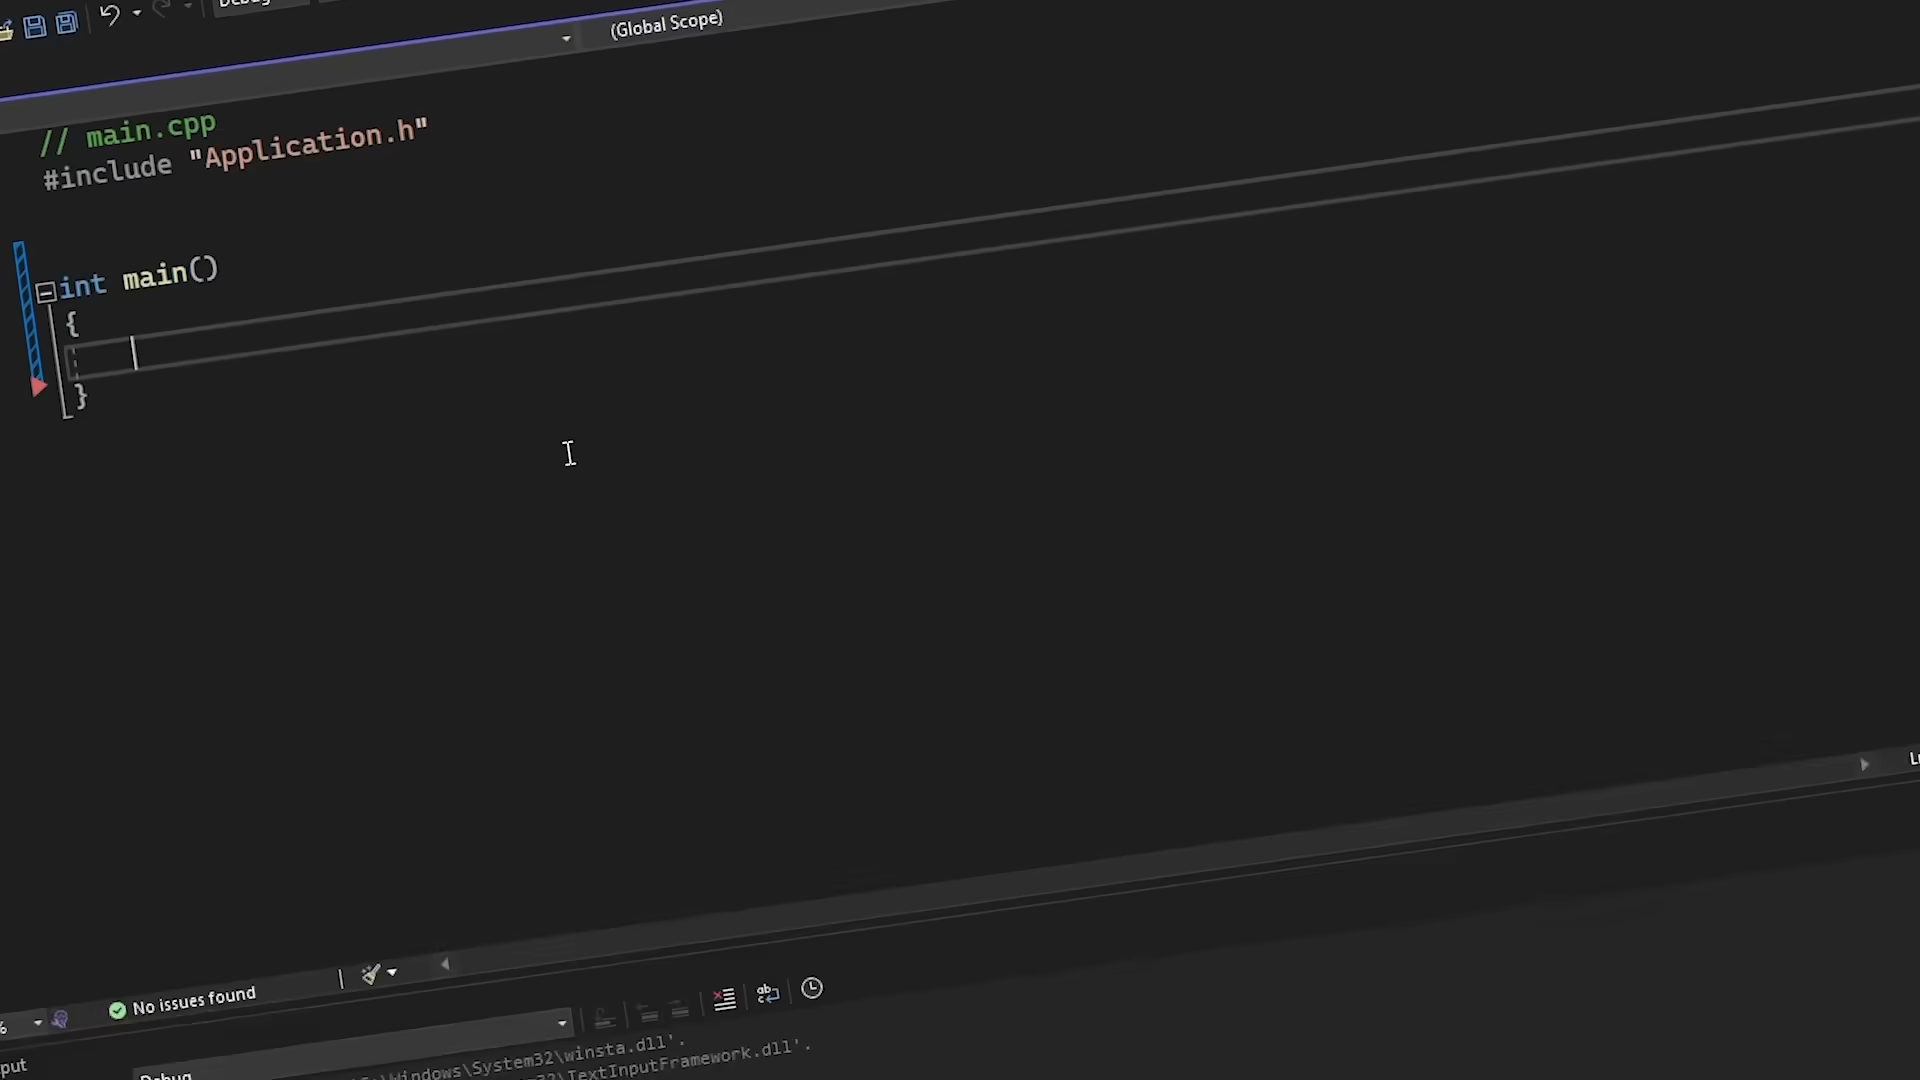 (Global Scope)
// main.cpp
#include "Application.h"
int main()
{
}
No issues found
Debug
\Windows\System32\winsta.dll'.
\TextInputFramework.dll'.